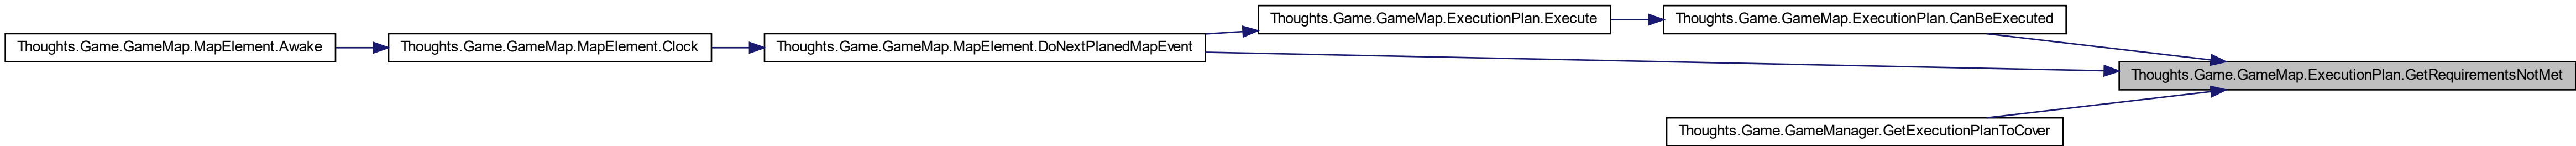 Thoughts.Game.GameMap.MapElement.Awake
Thoughts.Game.GameMap.MapElement.Clock
Thoughts.Game.GameMap.MapElement.DoNextPlanedMapEvent
Thoughts.Game.GameMap.ExecutionPlan.Execute
Thoughts.Game.GameMap.ExecutionPlan.CanBeExecuted
Thoughts.Game.GameMap.ExecutionPlan.GetRequirementsNotMet
Thoughts.Game.GameManager.GetExecutionPlanToCover